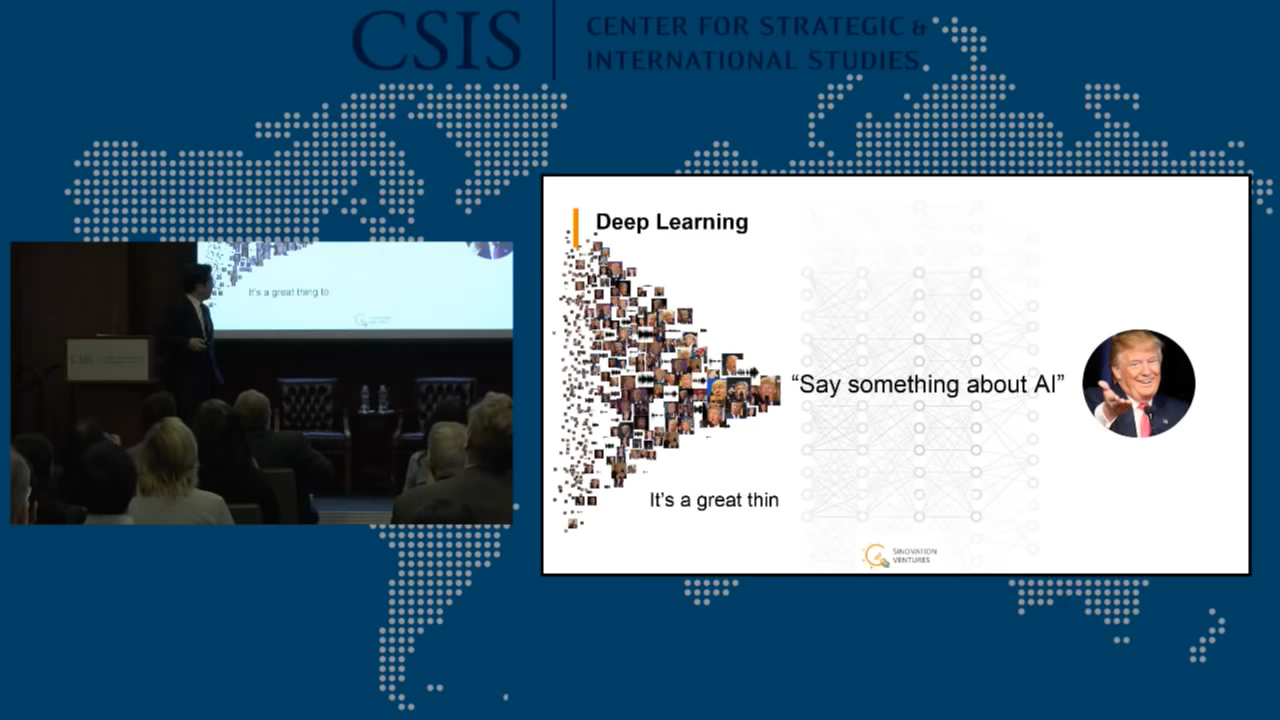 CSIS
CENTER FOR STRATEGIC &
INTERNATIONAL STUDIES
Deep Learning
“Say something about AI”
It's a great thin
SINOVATION
VENTURES
It's a great thing to
CSIS